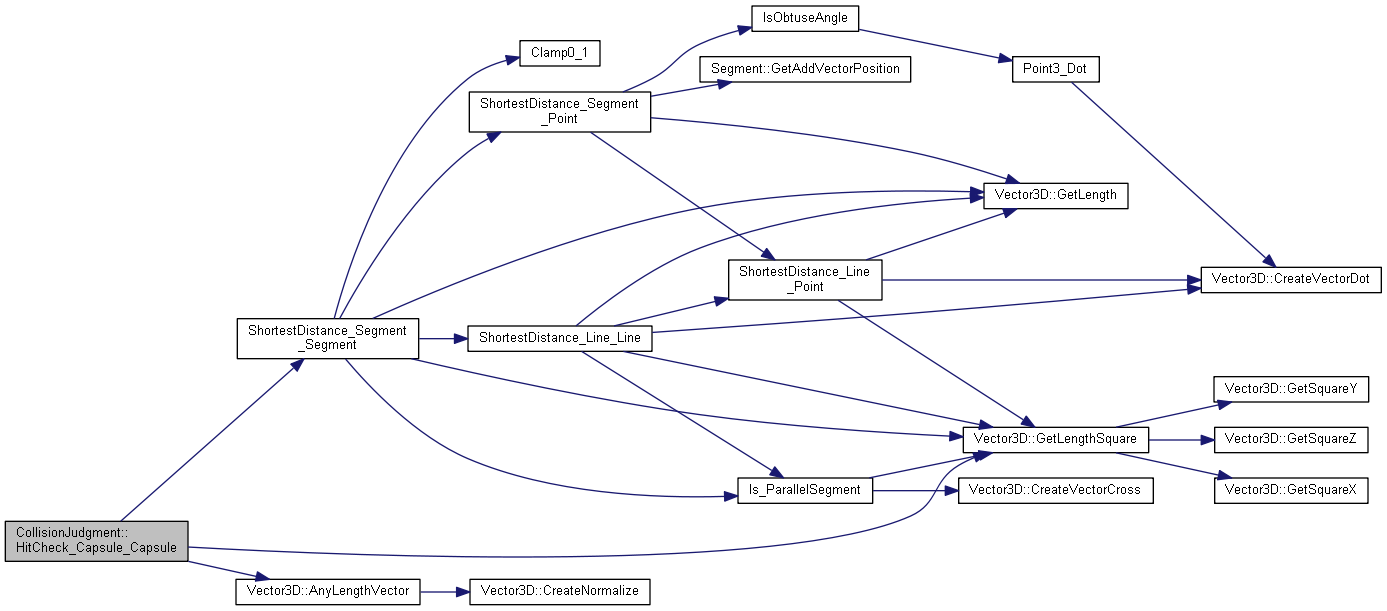 IsObtuseAngle
Clamp0_1
Segment::GetAddVectorPosition
Point3_Dot
ShortestDistance_Segment
_Point
Vector3D::GetLength
ShortestDistance_Line
_Point
Vector3D::CreateVectorDot
ShortestDistance_Segment
_Segment
ShortestDistance_Line_Line
Vector3D::GetSquareY
Vector3D::GetLengthSquare
Vector3D::GetSquareZ
Is_ParallelSegment
Vector3D::CreateVectorCross
Vector3D::GetSquareX
CollisionJudgment::
HitCheck_Capsule_Capsule
Vector3D::AnyLengthVector
Vector3D::CreateNormalize